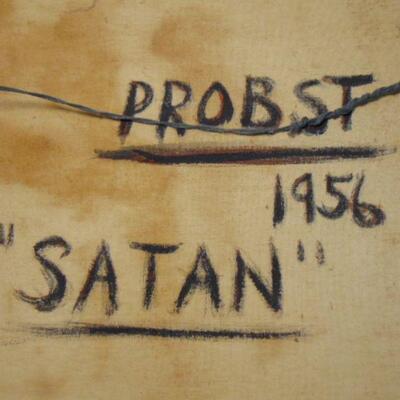 PROBST
1956
"SATAN"